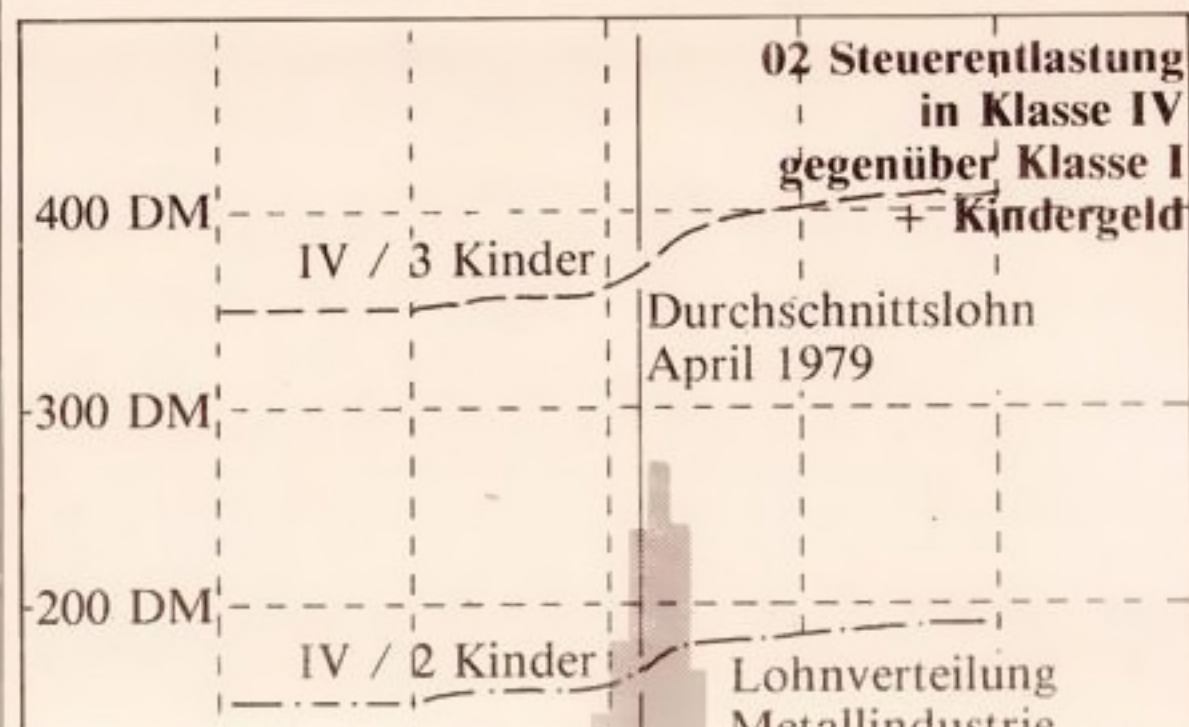 02 Steuerentlastung
in Klasse IV
gegenüber Klasse I
+ Kindergeld
400 DM
IV / 3 Kinder
Durchschnittslohn
April 1979
300 DM
200 DM
IV / 2 Kinder
Lohnverteilung
Metallindustrie